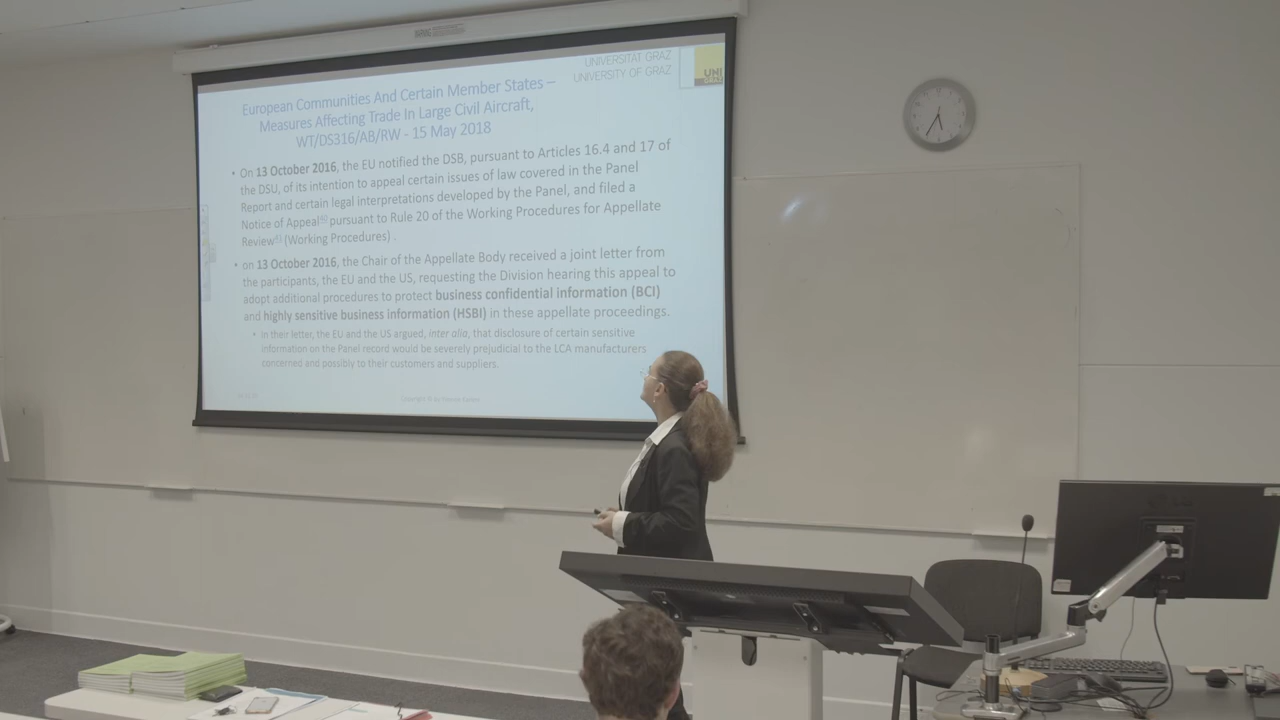 UNIVERSITÄT GRAZ
UNIVERSITY OF GRAZ
UNI
GRAZ
European Communities And Certain Member States –
Measures Affecting Trade In Large Civil Aircraft,
WT/DS316/AB/RW - 15 May 2018
• On 13 October 2016, the EU notified the DSB, pursuant to Articles 16.4 and 17 of
the DSU, of its intention to appeal certain issues of law covered in the Panel
Report and certain legal interpretations developed by the Panel, and filed a
Notice of Appeal pursuant to Rule 20 of the Working Procedures for Appellate
Review (Working Procedures) .
• on 13 October 2016, the Chair of the Appellate Body received a joint letter from
the participants, the EU and the US, requesting the Division hearing this appeal to
adopt additional procedures to protect business confidential information (BCI)
and highly sensitive business information (HSBI) in these appellate proceedings.
• in their letter, the EU and the US argued, inter alia, that disclosure of certain sensitive
information on the Panel record would be severely prejudicial to the LCA manufacturers
concerned and possibly to their customers and suppliers.